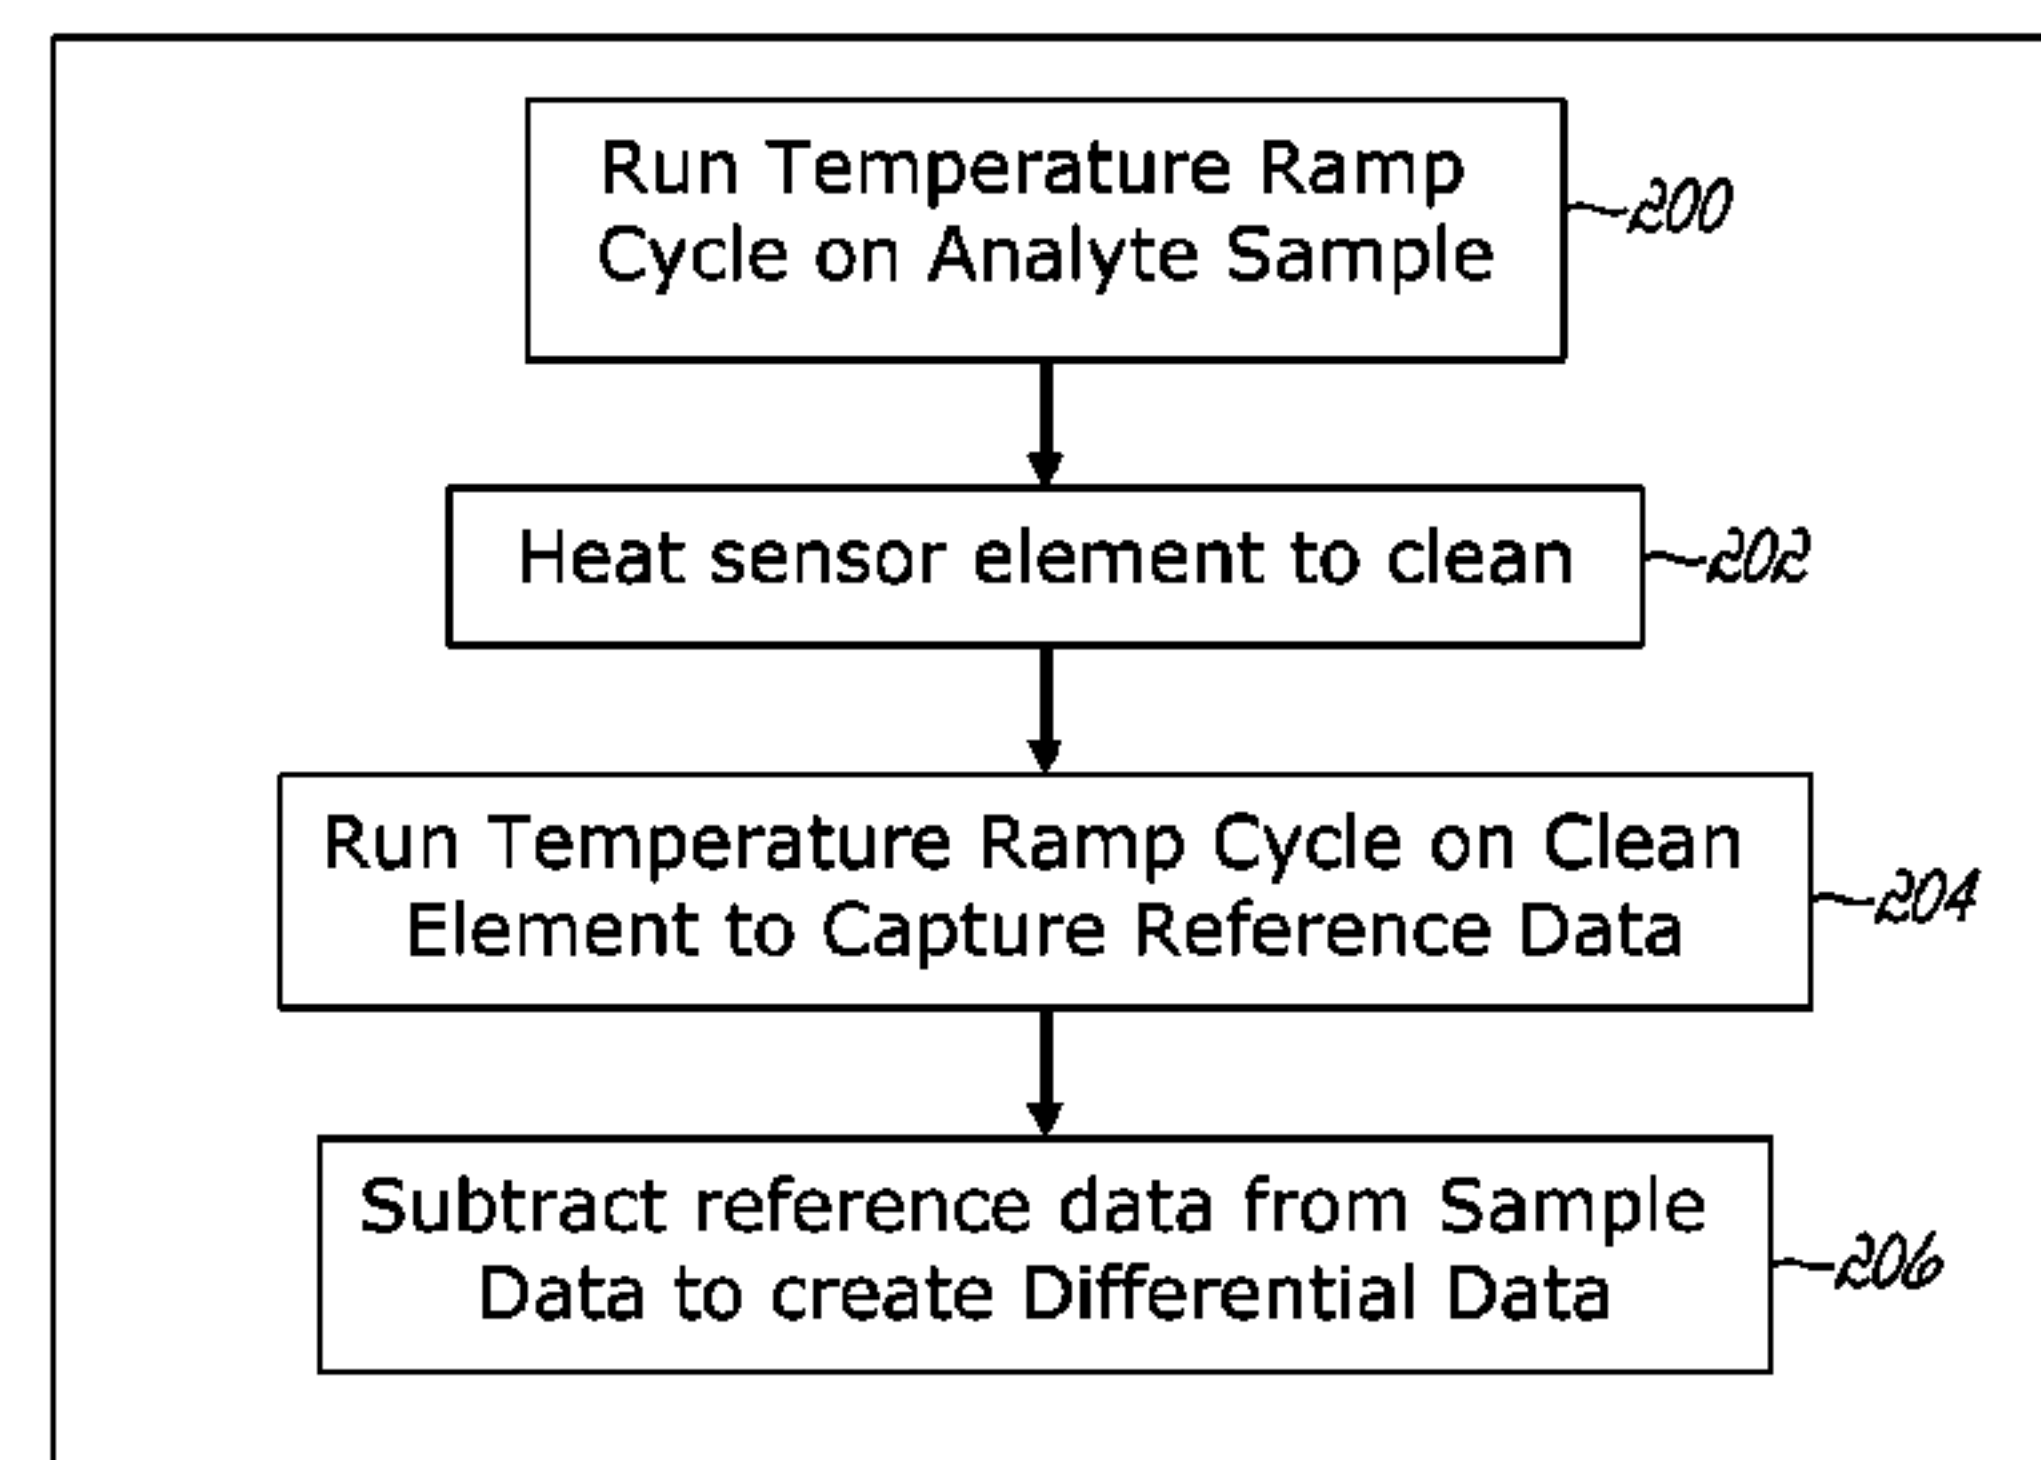 Run Temperature Ramp
Cycle on Analyte Sample
200
Heat sensor element to clean
202
Run Temperature Ramp Cycle on Clean
Element to Capture Reference Data
204
Subtract reference data from Sample
Data to create Differential Data
206